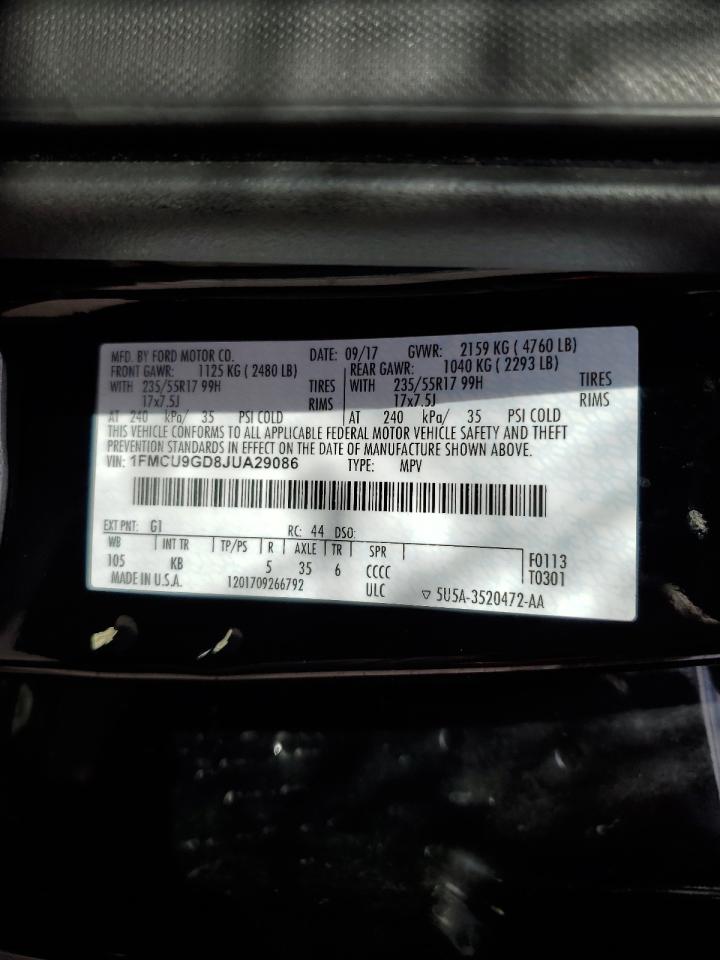 MFD. BY FORD MOTOR CO. DATE: 09/17 GVWR: 2159 KG ( 4760 LB)
FRONT GAWR: 1125 KG ( 2480 LB) REAR GAWR: 1040 KG ( 2293 LB)
WITH 235/55R17 99H TIRES WITH 235/55R17 99H TIRES
17x7.5J RIMS 17x7.5J RIMS
AT 240 kPa/ 35 PSI COLD AT 240 kPa/ 35 PSI COLD
THIS VEHICLE CONFORMS TO ALL APPLICABLE FEDERAL MOTOR VEHICLE SAFETY AND THEFT
PREVENTION STANDARDS IN EFFECT ON THE DATE OF MANUFACTURE SHOWN ABOVE.
VIN: 1FMCU9GD8JUA29086 TYPE: MPV
EXT PNT: G1 RC: 44 DSO:
WB INT TR TP/PS R AXLE TR SPR
105 KB 5 35 6 CCCC F0113
T0301
MADE IN U.S.A. 1201709266792 ULC ▽ 5U5A-3520472-AA